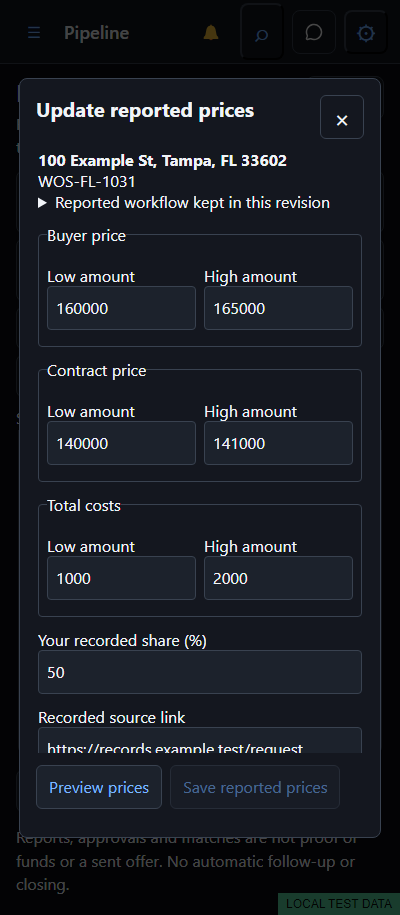 Pipeline
Update reported prices
100 Example St, Tampa, FL 33602
WOS-FL-1031
Reported workflow kept in this revision
Buyer price
Low amount High amount
160000 165000
Contract price
Low amount High amount
140000 141000
Total costs
Low amount High amount
1000 2000
Your recorded share (%)
50
Recorded source link
https://records.example.test/request
Preview prices Save reported prices
Reports, approvals and matches are not proof of
funds or a sent offer. No automatic follow-up or
closing.
LOCAL TEST DATA